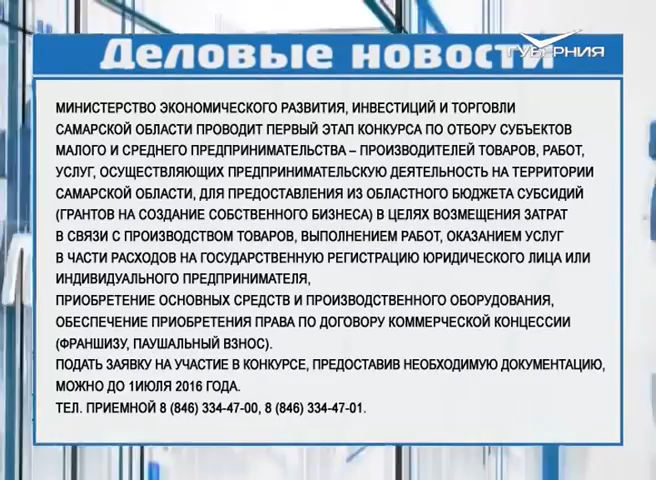 Деловые новости
ГУБЕРНИЯ
МИНИСТЕРСТВО ЭКОНОМИЧЕСКОГО РАЗВИТИЯ, ИНВЕСТИЦИЙ И ТОРГОВЛИ
САМАРСКОЙ ОБЛАСТИ ПРОВОДИТ ПЕРВЫЙ ЭТАП КОНКУРСА ПО ОТБОРУ СУБЪЕКТОВ
МАЛОГО И СРЕДНЕГО ПРЕДПРИНИМАТЕЛЬСТВА – ПРОИЗВОДИТЕЛЕЙ ТОВАРОВ, РАБОТ,
УСЛУГ, ОСУЩЕСТВЛЯЮЩИХ ПРЕДПРИНИМАТЕЛЬСКУЮ ДЕЯТЕЛЬНОСТЬ НА ТЕРРИТОРИИ
САМАРСКОЙ ОБЛАСТИ, ДЛЯ ПРЕДОСТАВЛЕНИЯ ИЗ ОБЛАСТНОГО БЮДЖЕТА СУБСИДИЙ
(ГРАНТОВ НА СОЗДАНИЕ СОБСТВЕННОГО БИЗНЕСА) В ЦЕЛЯХ ВОЗМЕЩЕНИЯ ЗАТРАТ
В СВЯЗИ С ПРОИЗВОДСТВОМ ТОВАРОВ, ВЫПОЛНЕНИЕМ РАБОТ, ОКАЗАНИЕМ УСЛУГ
В ЧАСТИ РАСХОДОВ НА ГОСУДАРСТВЕННУЮ РЕГИСТРАЦИЮ ЮРИДИЧЕСКОГО ЛИЦА ИЛИ
ИНДИВИДУАЛЬНОГО ПРЕДПРИНИМАТЕЛЯ,
ПРИОБРЕТЕНИЕ ОСНОВНЫХ СРЕДСТВ И ПРОИЗВОДСТВЕННОГО ОБОРУДОВАНИЯ,
ОБЕСПЕЧЕНИЕ ПРИОБРЕТЕНИЯ ПРАВА ПО ДОГОВОРУ КОММЕРЧЕСКОЙ КОНЦЕССИИ
(ФРАНШИЗУ, ПАУШАЛЬНЫЙ ВЗНОС).
ПОДАТЬ ЗАЯВКУ НА УЧАСТИЕ В КОНКУРСЕ, ПРЕДОСТАВИВ НЕОБХОДИМУЮ ДОКУМЕНТАЦИЮ,
МОЖНО ДО 1ИЮЛЯ 2016 ГОДА.
ТЕЛ. ПРИЕМНОЙ 8 (846) 334-47-00, 8 (846) 334-47-01.